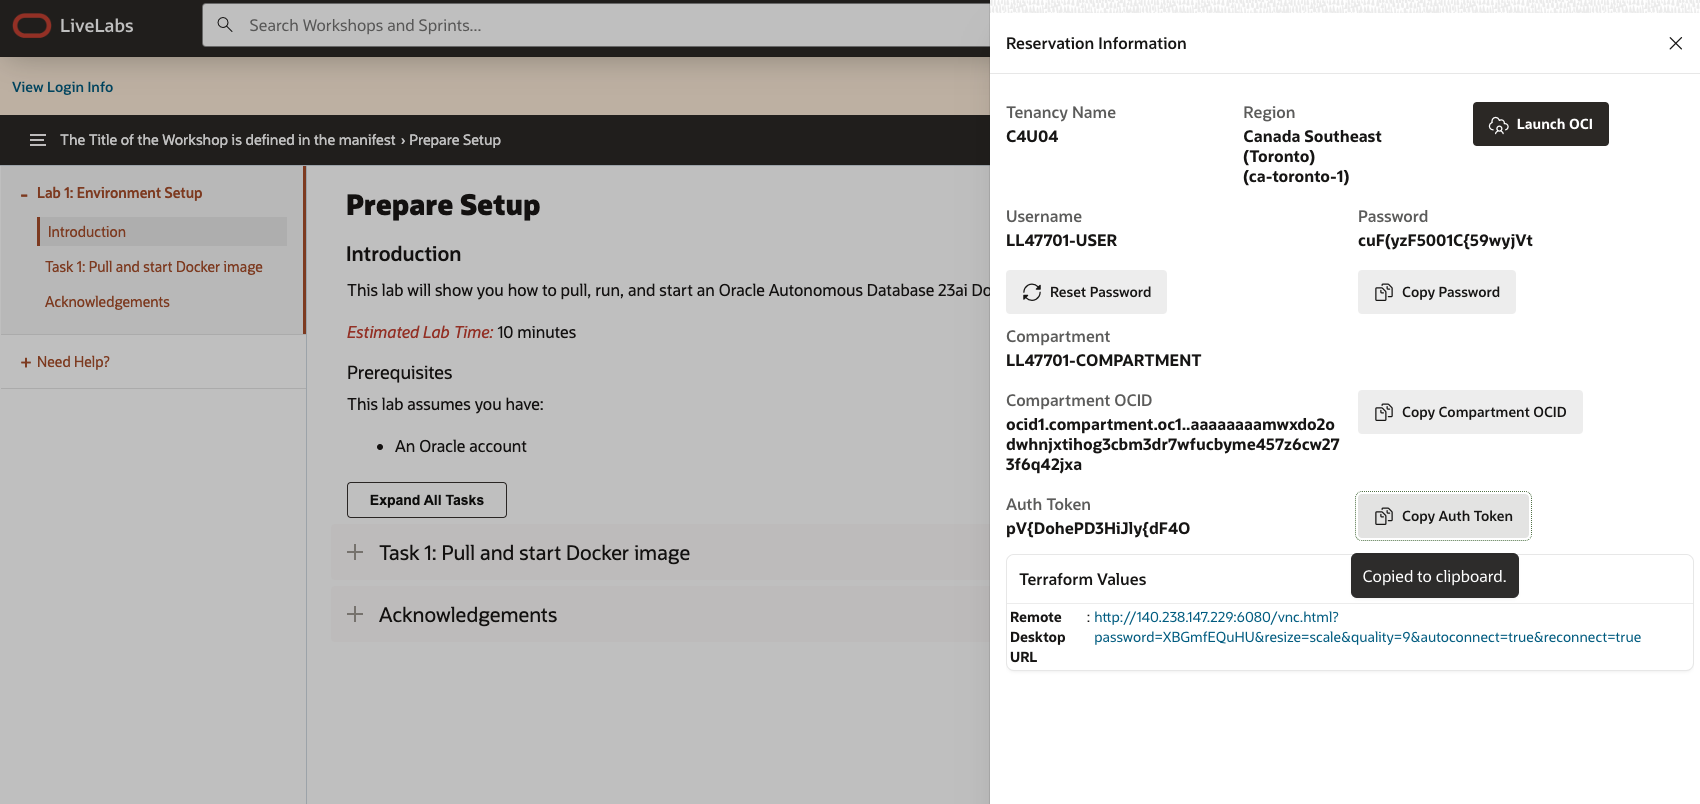 LiveLabs
Search Workshops and Sprints...
View Login Info
The Title of the Workshop is defined in the manifest › Prepare Setup
- Lab 1: Environment Setup
Introduction
Task 1: Pull and start Docker image
Acknowledgements
+ Need Help?
Prepare Setup
Introduction
This lab will show you how to pull, run, and start an Oracle Autonomous Database 23ai Do
Estimated Lab Time: 10 minutes
Prerequisites
This lab assumes you have:
• An Oracle account
Expand All Tasks
+ Task 1: Pull and start Docker image
+ Acknowledgements
Reservation Information
Tenancy Name
C4U04
Region
Canada Southeast
(Toronto)
(ca-toronto-1)
Launch OCI
Username
LL47701-USER
Password
cuF(yzF5001C{59wyjVt
Reset Password
Copy Password
Compartment
LL47701-COMPARTMENT
Compartment OCID
ocid1.compartment.oc1..aaaaaaaamwxdo2o
dwhnjxtihog3cbm3dr7wfucbyme457z6cw27
3f6q42jxa
Copy Compartment OCID
Auth Token
pV{DohePD3HiJly{dF4O
Copy Auth Token
Copied to clipboard.
Terraform Values
Remote Desktop URL : http://140.238.147.229:6080/vnc.html?
password=XBGmfEQuHU&resize=scale&quality=9&autoconnect=true&reconnect=true